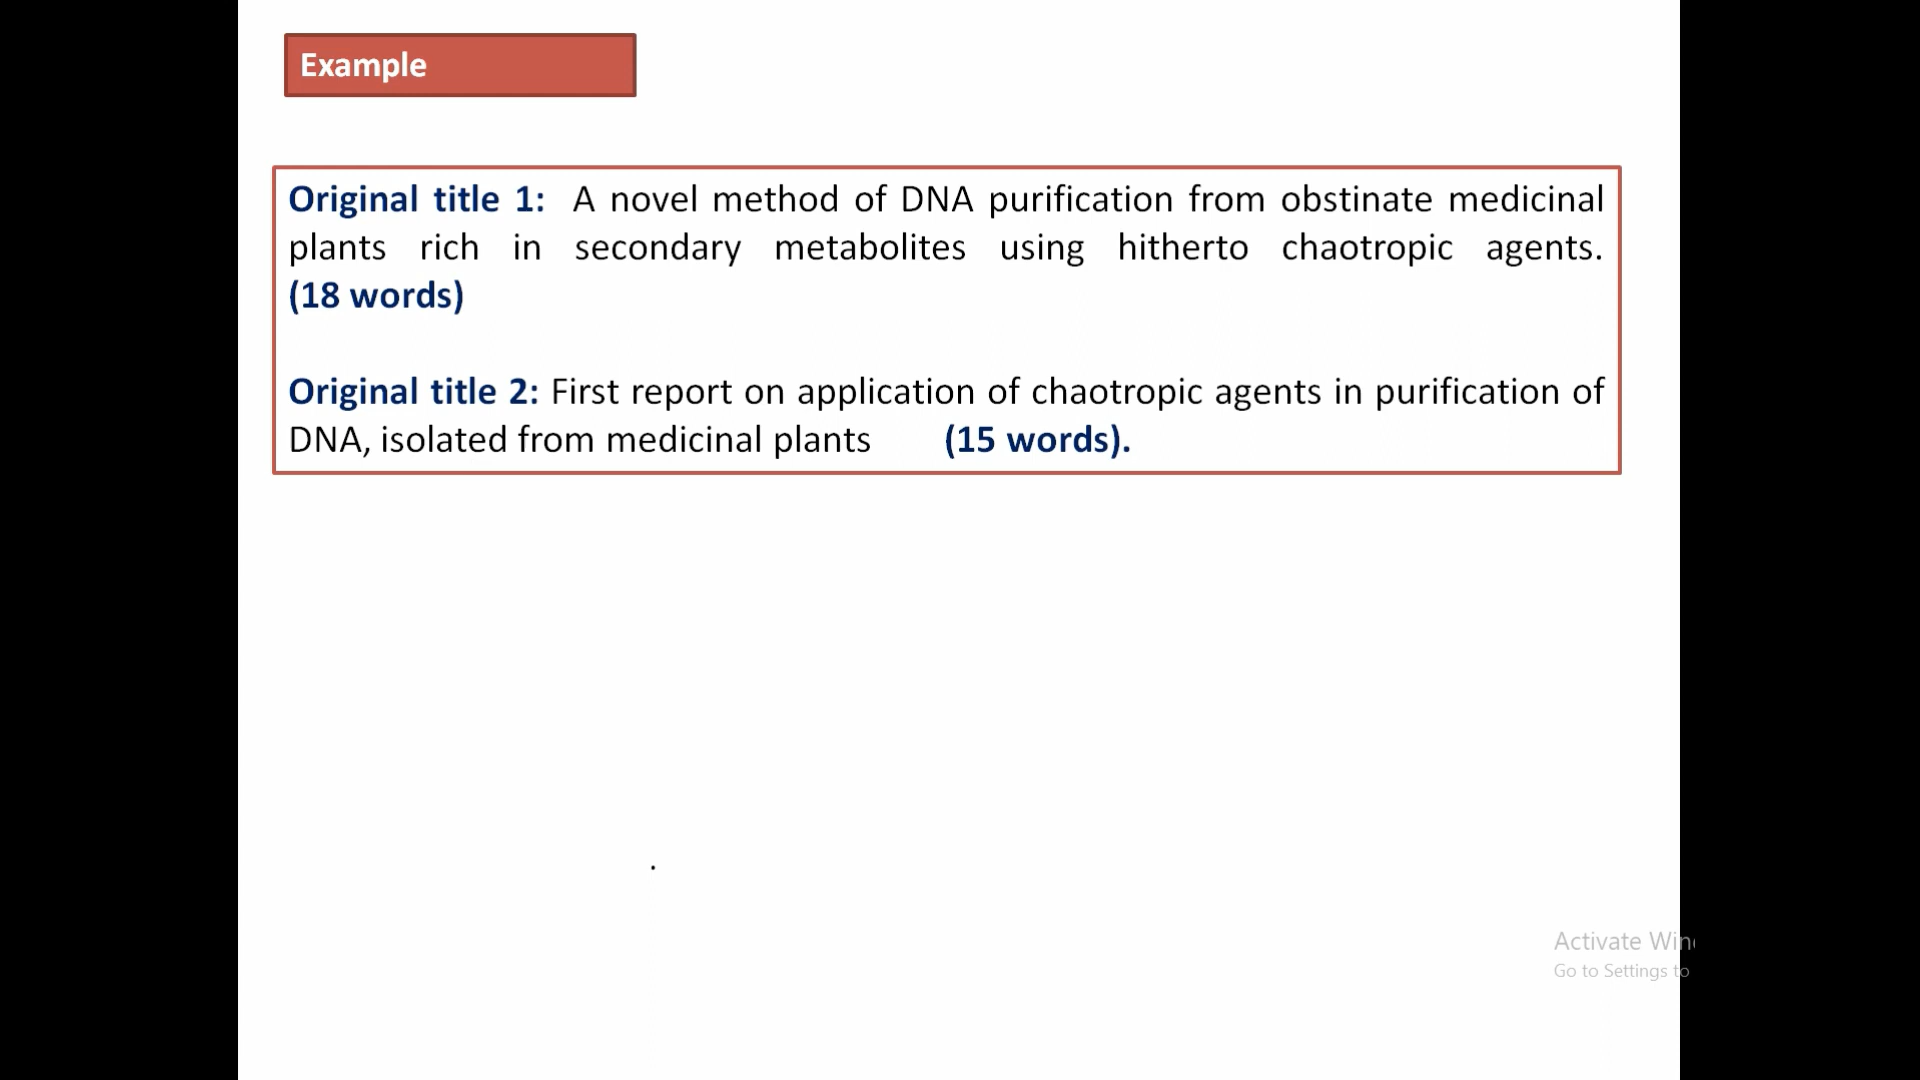 Example
Original title 1: A novel method of DNA purification from obstinate medicinal
plants rich in secondary metabolites using hitherto chaotropic agents.
(18 words)
Original title 2: First report on application of chaotropic agents in purification of
DNA, isolated from medicinal plants (15 words).
.
Activate Win
Go to Settings to